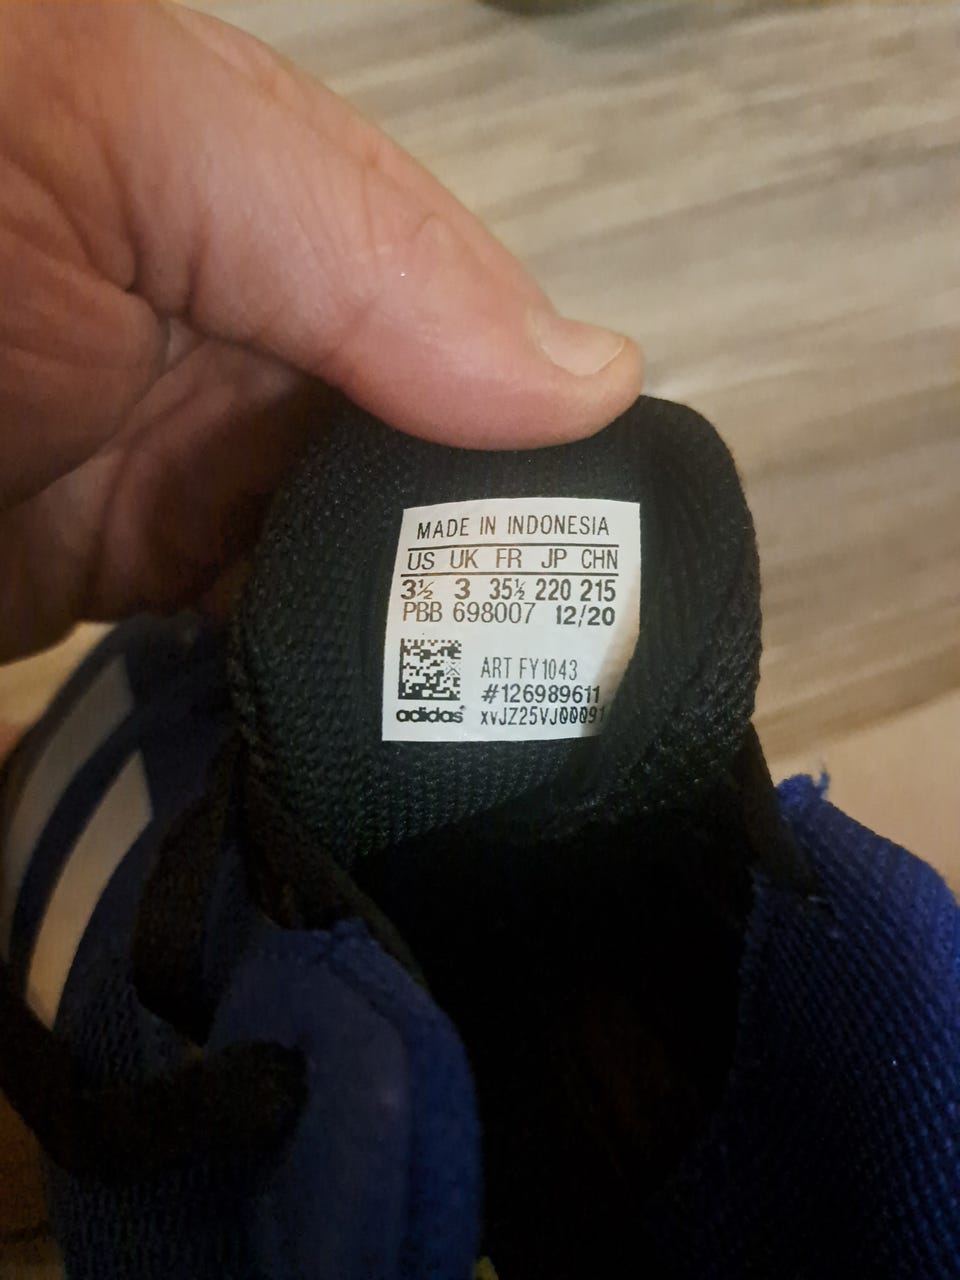 MADE IN INDONESIA
US UK FR JP CHN
3½ 3 35½ 220 215
PBB 698007 12/20
ART FY1043
#126989611
adidas xvJZ25VJ00091